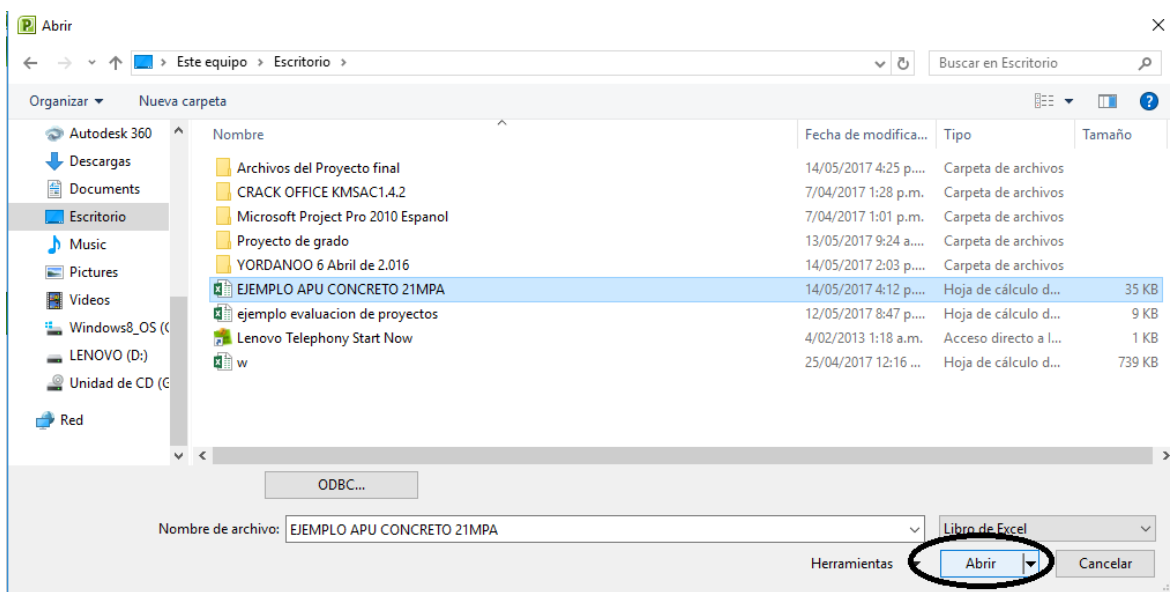 Abrir
Este equipo > Escritorio >
Buscar en Escritorio
Organizar
Nueva carpeta
Nombre
Fecha de modifica...
Tipo
Tamaño
Autodesk 360
Descargas
Documents
Escritorio
Music
Pictures
Videos
Windows8_OS (C
LENOVO (D:)
Unidad de CD (G
Red
Archivos del Proyecto final 14/05/2017 4:25 p.... Carpeta de archivos
CRACK OFFICE KMSAC1.4.2 7/04/2017 1:28 p.m. Carpeta de archivos
Microsoft Project Pro 2010 Espanol 7/04/2017 1:01 p.m. Carpeta de archivos
Proyecto de grado 13/05/2017 9:24 a.... Carpeta de archivos
YORDANOO 6 Abril de 2.016 14/05/2017 2:03 p.... Carpeta de archivos
EJEMPLO APU CONCRETO 21MPA 14/05/2017 4:12 p.... Hoja de cálculo d... 35 KB
ejemplo evaluacion de proyectos 12/05/2017 8:47 p.... Hoja de cálculo d... 9 KB
Lenovo Telephony Start Now 4/02/2013 1:18 a.m. Acceso directo a l... 1 KB
w 25/04/2017 12:16 ... Hoja de cálculo d... 739 KB
ODBC...
Nombre de archivo: EJEMPLO APU CONCRETO 21MPA
Libro de Excel
Herramientas
Abrir
Cancelar